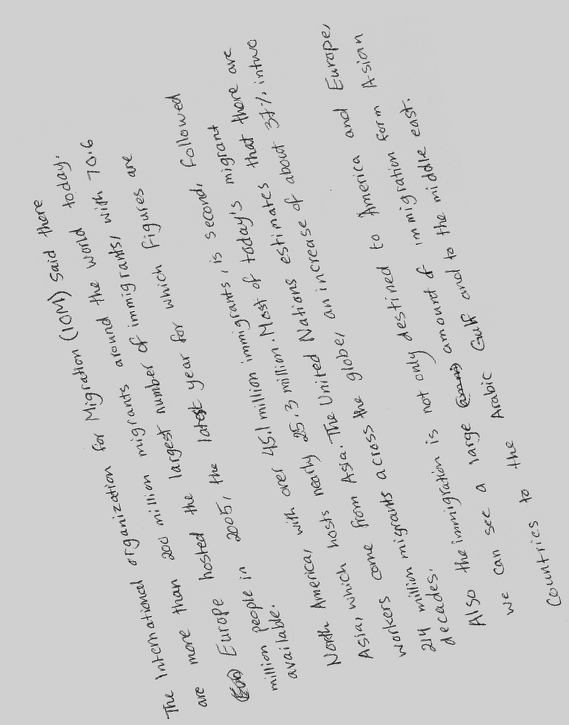 The International organization for Migration (IOM) said there
are more than 200 million migrants around the world today.
Europe hosted the largest number of immigrants, with 70.6
million people in 2005, the latest year for which figures are
available.
North America, with over 45.1 million immigrants, is second, followed
Asia, which hosts nearly 25.3 million. Most of today's migrant
workers come from Asia. The United Nations estimates that there are
214 million migrants across the globe, an increase of about 37% intwo
decades.
Also the immigration is not only destined to America and Europe,
we can see a large amount of immigration form Asian
Countries to the Arabic Gulf and to the middle east.